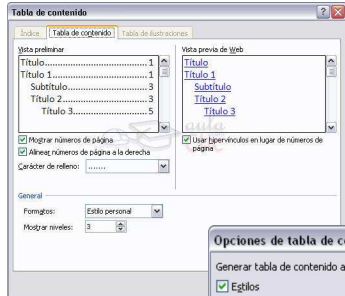 Tabla de contenido
Índice Tabla de contenido Tabla de ilustraciones
Vista preliminar
Título..................................1
Título 1................................1
Subtítulo............................3
Título 2..............................3
Título 3...........................5
Vista previa de Web
Título
Título 1
Subtítulo
Título 2
Título 3
aula
Mostrar números de página
Alinear números de página a la derecha
Usar hipervínculos en lugar de números de
página
Carácter de relleno: .......
General
Formatos: Estilo personal
Mostrar niveles: 3
Opciones de tabla de c
Generar tabla de contenido a
Estilos